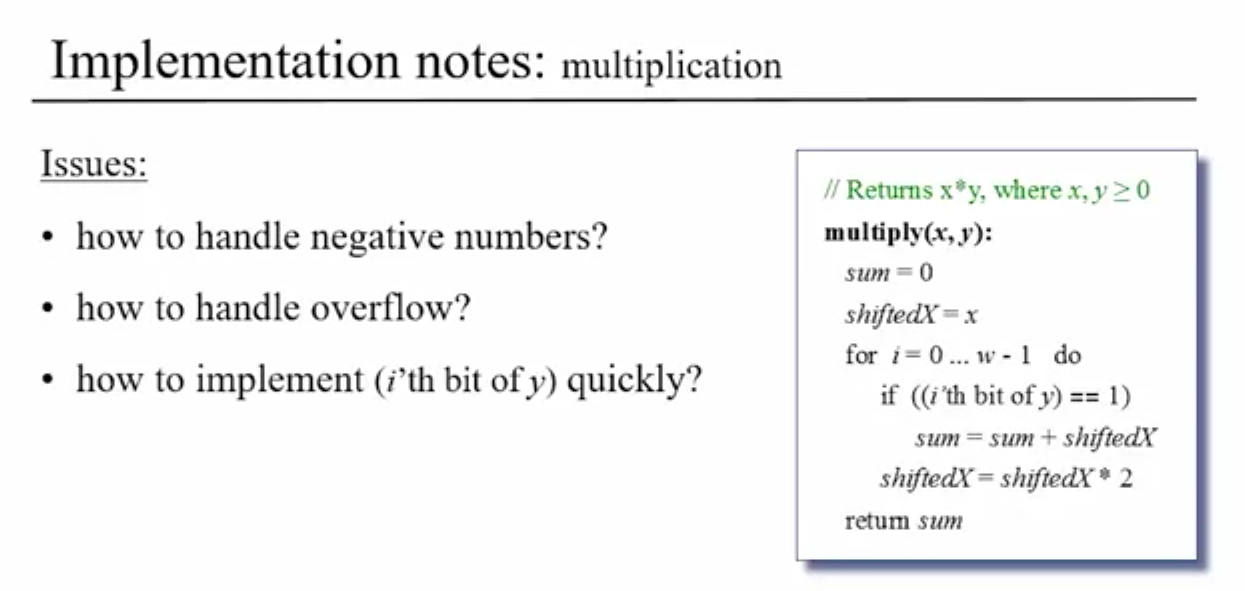 Implementation notes: multiplication
Issues:
• how to handle negative numbers?
• how to handle overflow?
• how to implement (i’th bit of y) quickly?
// Returns x*y, where x, y ≥ 0
multiply(x, y):
sum = 0
shiftedX = x
for i = 0 ... w - 1 do
if ((i’th bit of y) == 1)
sum = sum + shiftedX
shiftedX = shiftedX * 2
return sum